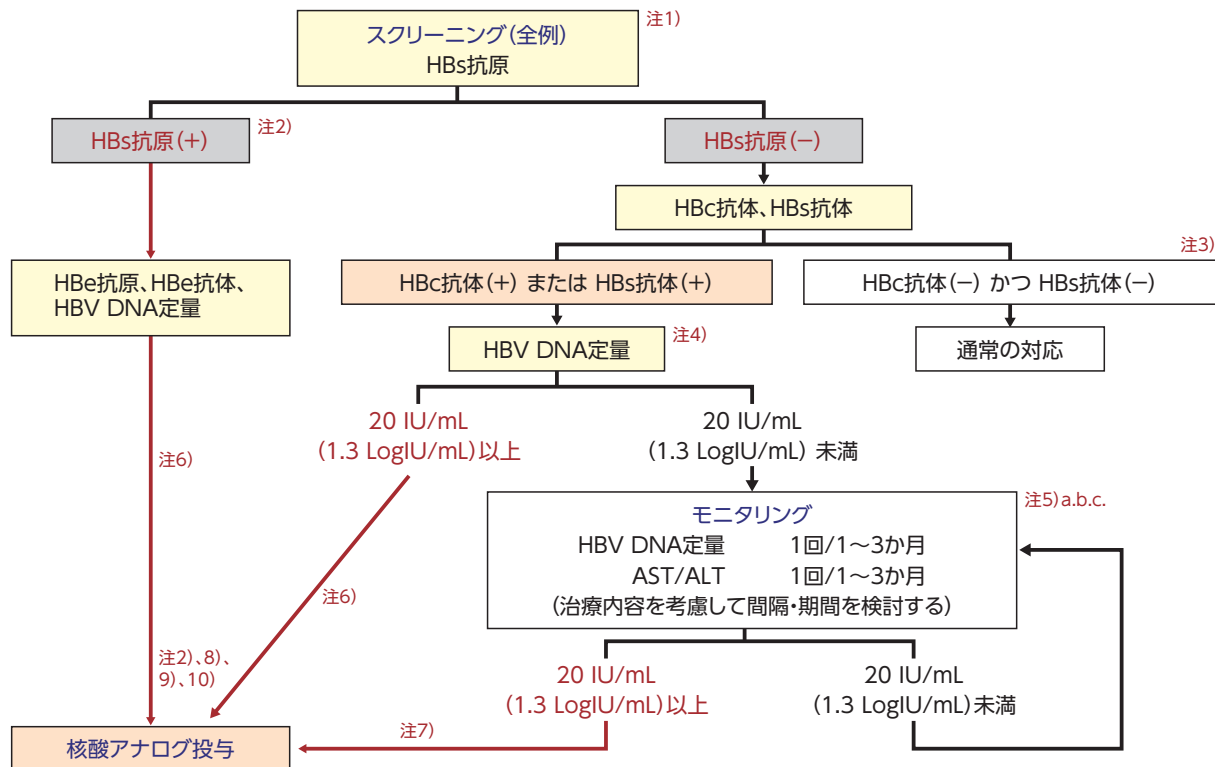 注1)
スクリーニング(全例)
HBs抗原
HBs抗原(+)
注2)
HBs抗原(−)
HBc抗体、HBs抗体
注3)
HBe抗原、HBe抗体、
HBV DNA定量
HBc抗体(+) または HBs抗体(+)
HBc抗体(−) かつ HBs抗体(−)
注4)
HBV DNA定量
通常の対応
20 IU/mL
(1.3 LogIU/mL)以上
20 IU/mL
(1.3 LogIU/mL) 未満
注6)
注5)a.b.c.
モニタリング
HBV DNA定量 1回/1〜3か月
AST/ALT 1回/1〜3か月
(治療内容を考慮して間隔・期間を検討する)
注6)
注2)、8)、
9)、10)
20 IU/mL
(1.3 LogIU/mL)以上
20 IU/mL
(1.3 LogIU/mL)未満
注7)
核酸アナログ投与